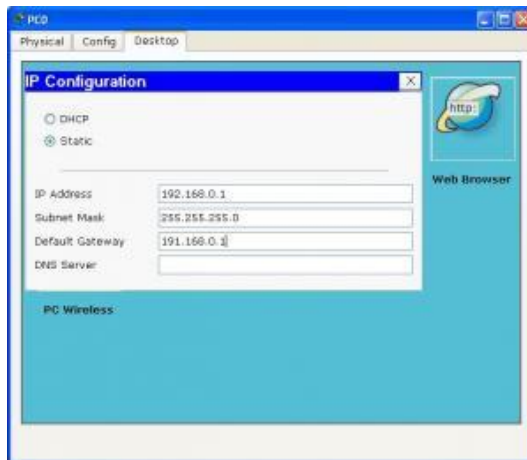 PC0
Physical Config Desktop
IP Configuration
X
http:
DHCP
Static
Web Browser
IP Address 192.168.0.1
Subnet Mask 255.255.255.0
Default Gateway 191.168.0.1
DNS Server
PC Wireless